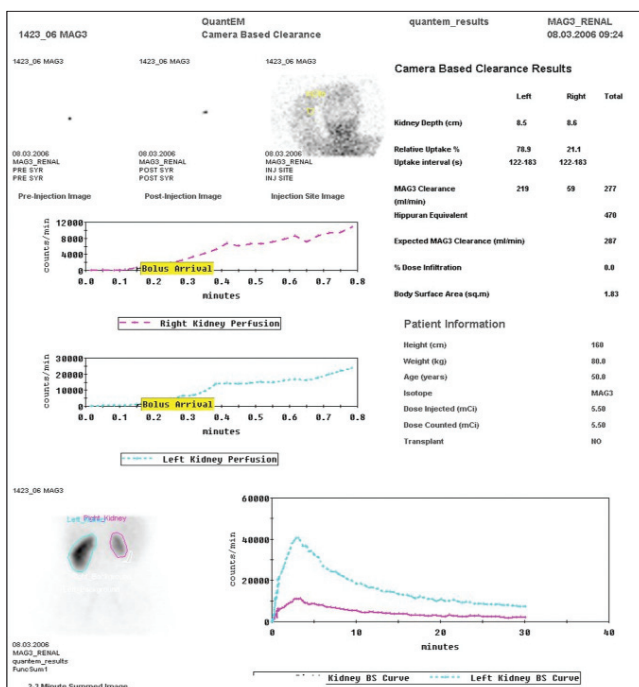 QuantEM quantem_results MAG3_RENAL
1423_06 MAG3 Camera Based Clearance 08.03.2006 09:24
1423_06 MAG3 1423_06 MAG3 1423_06 MAG3
08.03.2006 08.03.2006 08.03.2006
MAG3_RENAL MAG3_RENAL MAG3_RENAL
PRE SYR POST SYR INJ SITE
PRE SYR POST SYR INJ SITE
Pre-Injection Image Post-Injection Image Injection Site Image
Camera Based Clearance Results
Left Right Total
Kidney Depth (cm) 8.5 8.6
Relative Uptake % 78.9 21.1
Uptake interval (s) 122-183 122-183
MAG3 Clearance 219 59 277
(ml/min)
Hippuran Equivalent 470
Expected MAG3 Clearance (ml/min) 207
% Dose Infiltration 0.0
Body Surface Area (sq.m) 1.83
Patient Information
Height (cm) 160
Weight (kg) 80.0
Age (years) 50.0
Isotope MAG3
Dose Injected (mCi) 5.50
Dose Counted (mCi) 5.50
Transplant NO
counts/min
12000
8000
4000
0
Bolus Arrival
0.0 0.1 0.2 0.3 0.4 0.5 0.6 0.7 0.8
minutes
Right Kidney Perfusion
counts/min
30000
20000
10000
0
Bolus Arrival
0.0 0.1 0.2 0.3 0.4 0.5 0.6 0.7 0.8
minutes
Left Kidney Perfusion
1423_06 MAG3
Right_Kidney
08.03.2006
MAG3_RENAL
quantem_results
FuncSum1
2-3 Minute Summed Image
counts/min
60000
40000
20000
0
0 10 20 30 40
minutes
Kidney BS Curve Left Kidney BS Curve